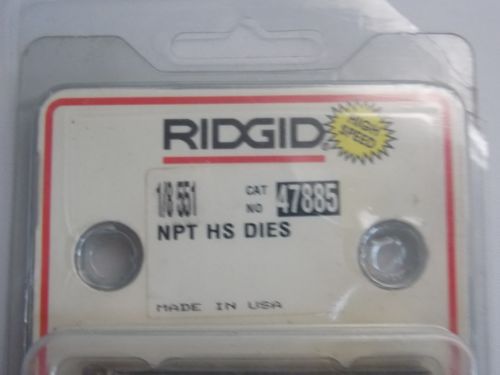 RIDGID®
HIGH
SPEED
1/8 551
CAT
NO
47885
NPT HS DIES
MADE IN USA